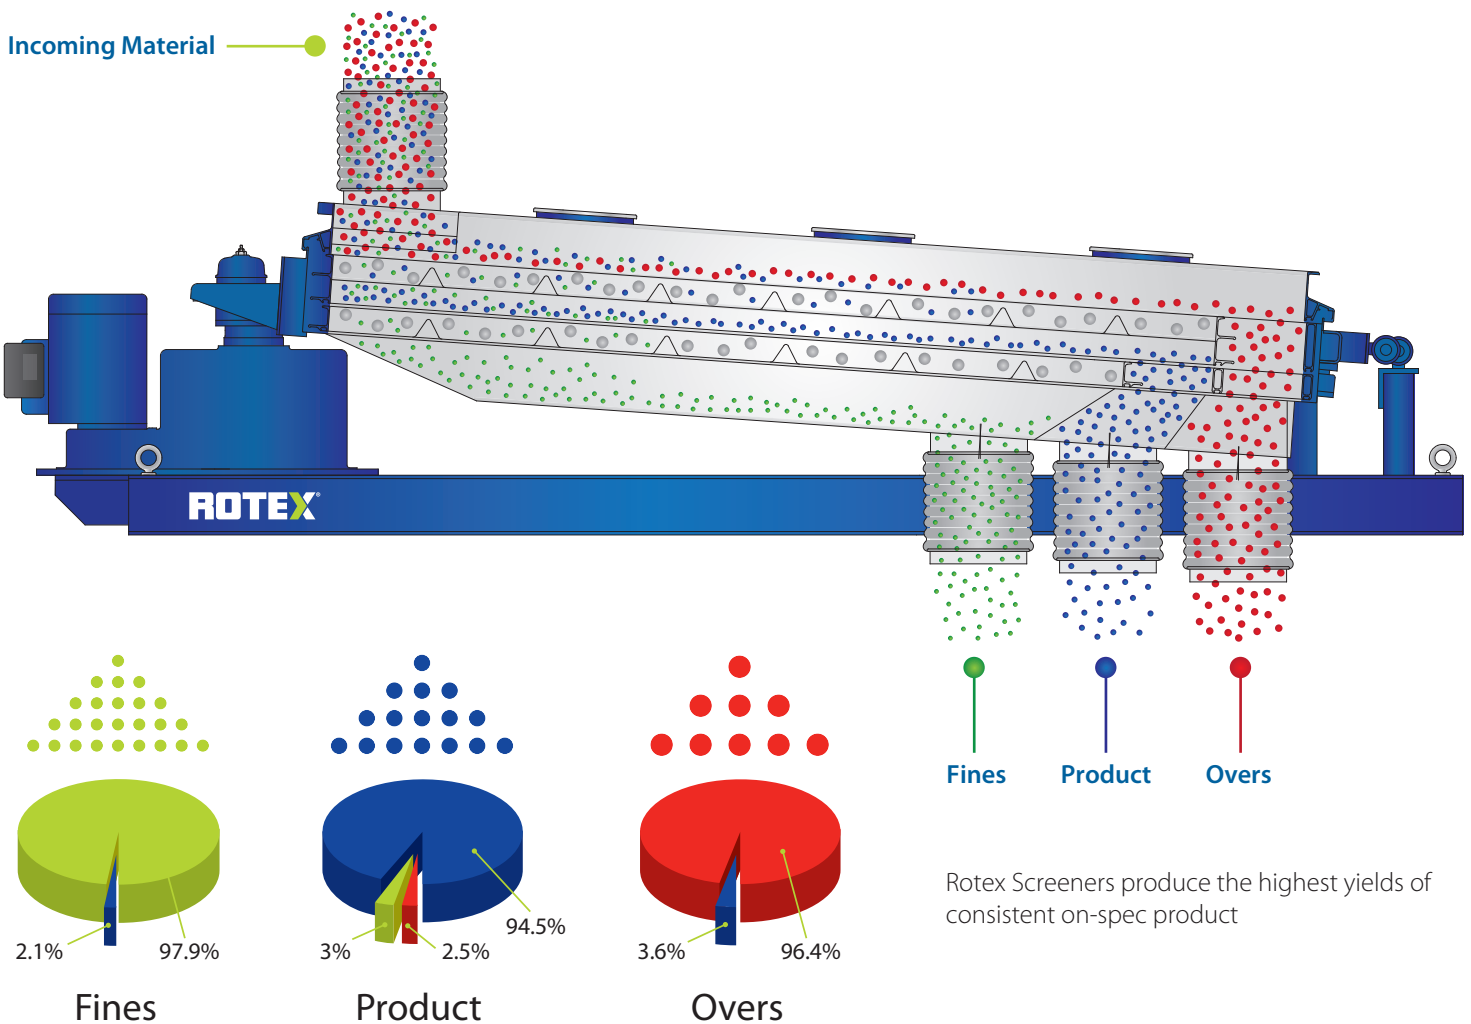 Incoming Material
ROTEX®
Fines
Product
Overs
2.1%
97.9%
3%
2.5%
94.5%
3.6%
96.4%
Rotex Screeners produce the highest yields of
consistent on-spec product
Fines
Product
Overs